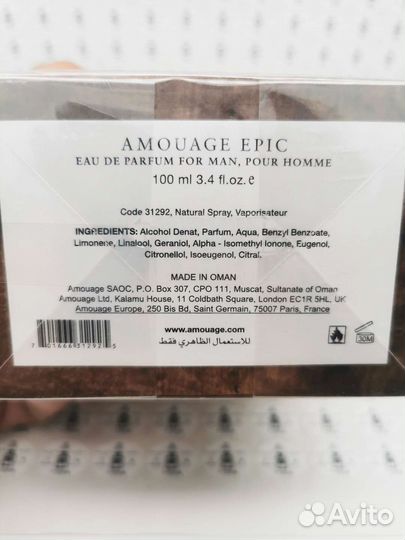 AMOUAGE EPIC
EAU DE PARFUM FOR MAN, POUR HOMME
100 ml 3.4 fl.oz. e
Code 31292, Natural Spray, Vaporisateur
INGREDIENTS: Alcohol Denat, Parfum, Aqua, Benzyl Benzoate,
Limonene, Linalool, Geraniol, Alpha - Isomethyl Ionone, Eugenol,
Citronellol, Isoeugenol, Citral.
MADE IN OMAN
Amouage SAOC, P.O. Box 307, CPO 111, Muscat, Sultanate of Oman
Amouage Ltd, Kalamu House, 11 Coldbath Square, London EC1R 5HL, UK
Amouage Europe, 250 Bis Bd, Saint Germain, 75007 Paris, France
www.amouage.com
للاستعمال الظاهري فقط
7 01666 31292 5
30M
Avito